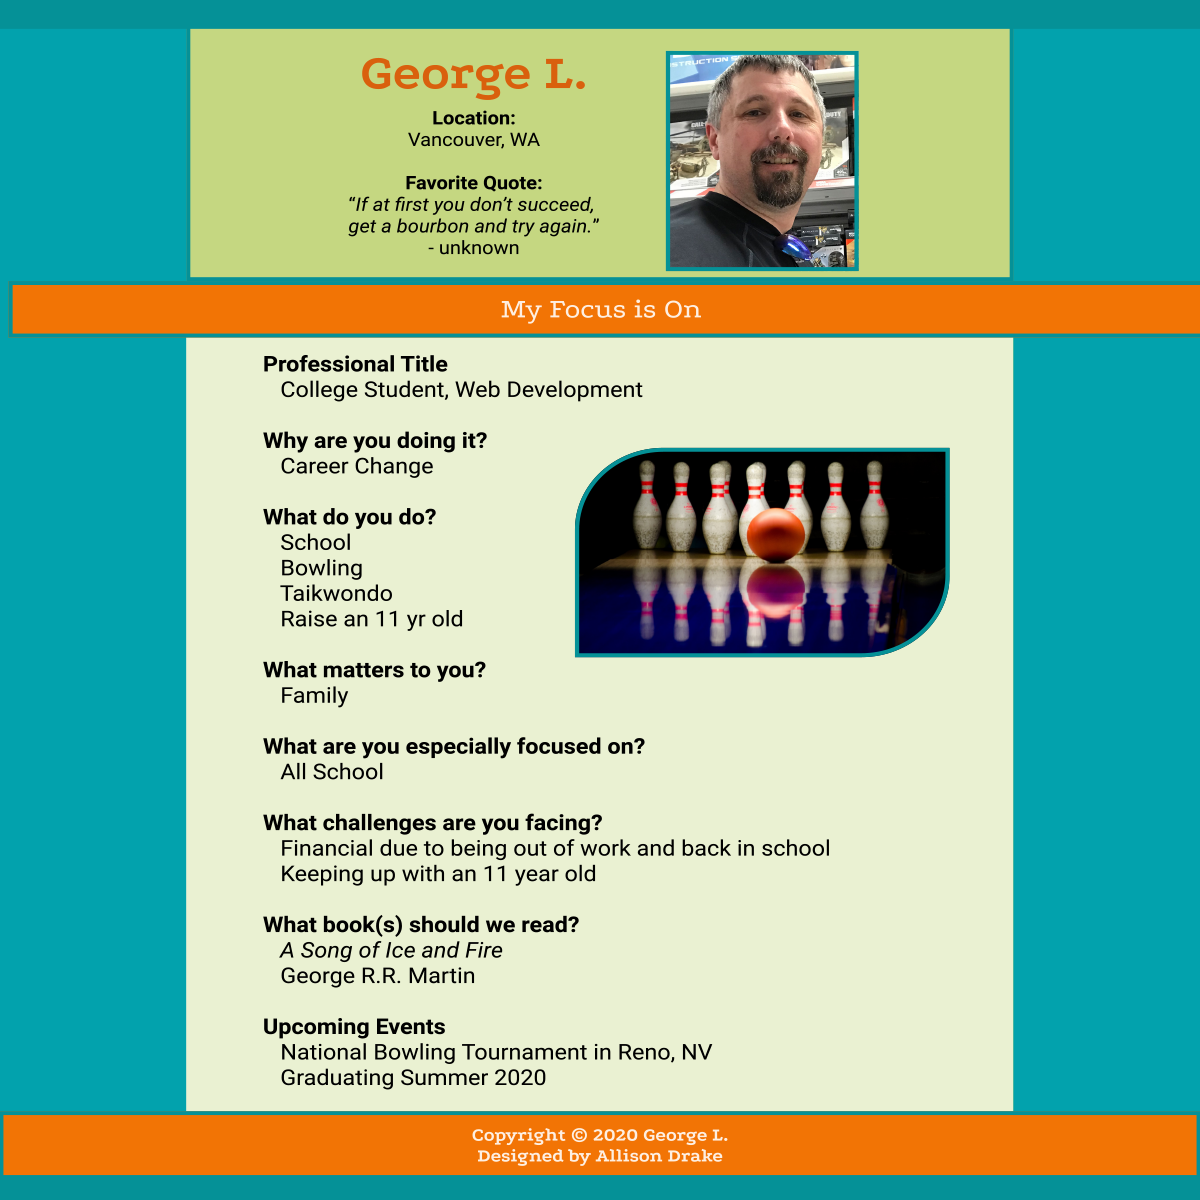 George L.
Location:
Vancouver, WA
Favorite Quote:
“If at first you don’t succeed,
get a bourbon and try again.”
- unknown
My Focus is On
Professional Title
College Student, Web Development
Why are you doing it?
Career Change
What do you do?
School
Bowling
Taikwondo
Raise an 11 yr old
What matters to you?
Family
What are you especially focused on?
All School
What challenges are you facing?
Financial due to being out of work and back in school
Keeping up with an 11 year old
What book(s) should we read?
A Song of Ice and Fire
George R.R. Martin
Upcoming Events
National Bowling Tournament in Reno, NV
Graduating Summer 2020
Copyright © 2020 George L.
Designed by Allison Drake